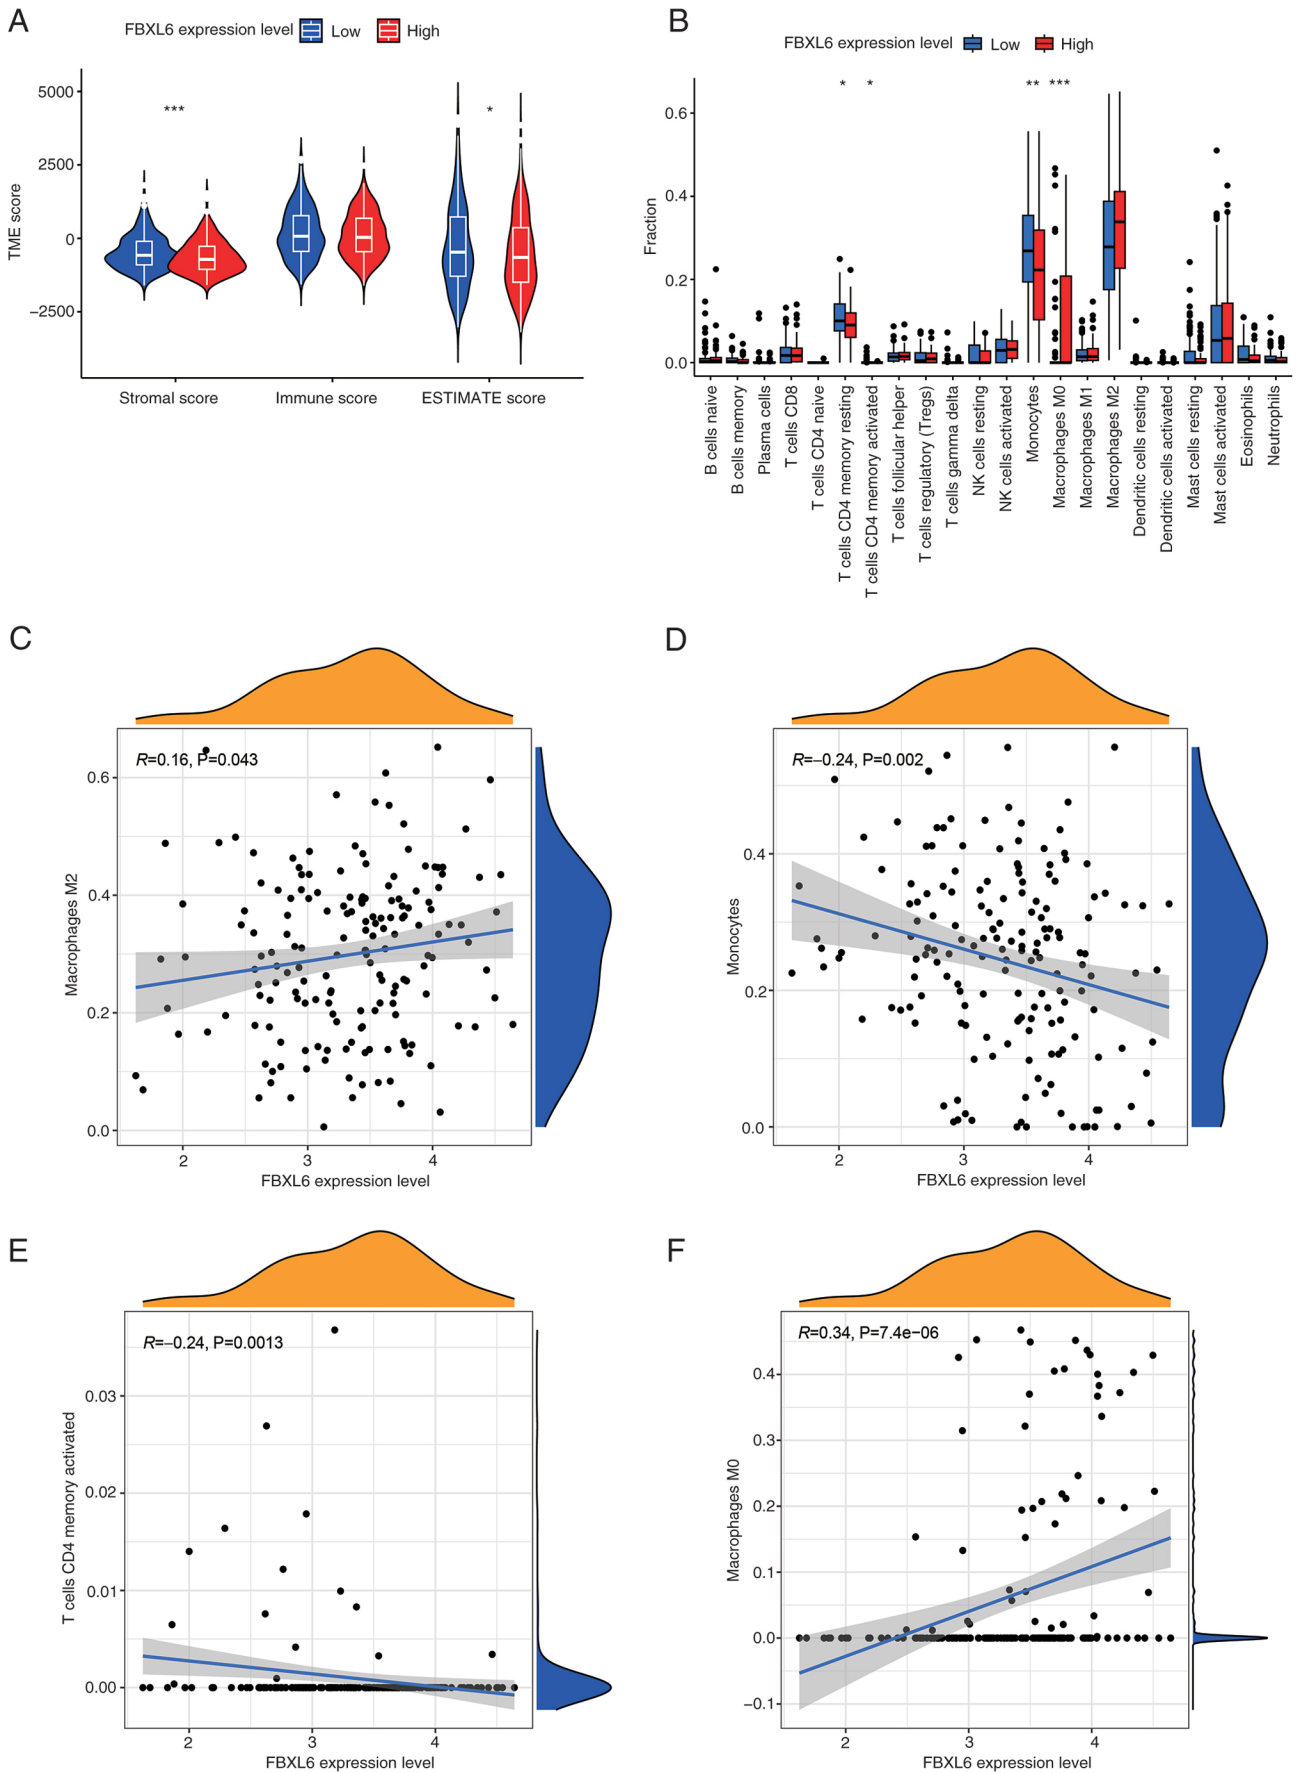 A
FBXL6 expression level Low High
TME score
5000
2500
0
−2500
***
*
Stromal score
Immune score
ESTIMATE score
B
FBXL6 expression level Low High
Fraction
0.6
0.4
0.2
0.0
*
*
**
***
B cells naive
B cells memory
Plasma cells
T cells CD8
T cells CD4 naive
T cells CD4 memory resting
T cells CD4 memory activated
T cells follicular helper
T cells regulatory (Tregs)
T cells gamma delta
NK cells resting
NK cells activated
Monocytes
Macrophages M0
Macrophages M1
Macrophages M2
Dendritic cells resting
Dendritic cells activated
Mast cells resting
Mast cells activated
Eosinophils
Neutrophils
C
R=0.16, P=0.043
Macrophages M2
0.6
0.4
0.2
0.0
2
3
4
FBXL6 expression level
D
R=−0.24, P=0.002
Monocytes
0.4
0.2
0.0
2
3
4
FBXL6 expression level
E
R=−0.24, P=0.0013
T cells CD4 memory activated
0.03
0.02
0.01
0.00
2
3
4
FBXL6 expression level
F
R=0.34, P=7.4e−06
Macrophages M0
0.4
0.3
0.2
0.1
0.0
−0.1
2
3
4
FBXL6 expression level